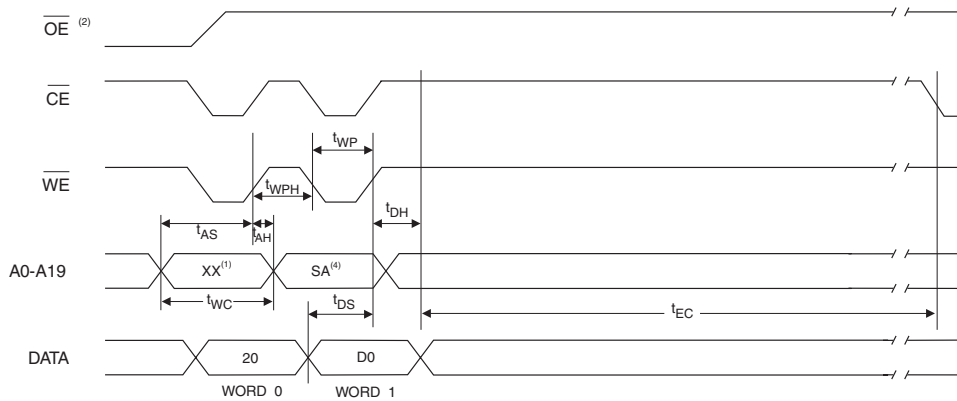 OE (2)
CE
tWP
WE
tWPH
tDH
tAS
tAH
A0-A19
XX(1)
SA(4)
tWC
tDS
tEC
DATA
20
D0
WORD 0
WORD 1